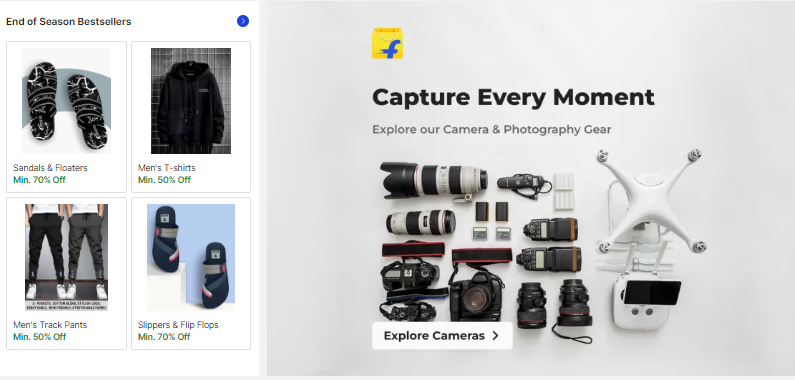 End of Season Bestsellers
Sandals & Floaters
Min. 70% Off
Men's T-shirts
Min. 50% Off
Men's Track Pants
Min. 50% Off
Slippers & Flip Flops
Min. 70% Off
Capture Every Moment
Explore our Camera & Photography Gear
Explore Cameras